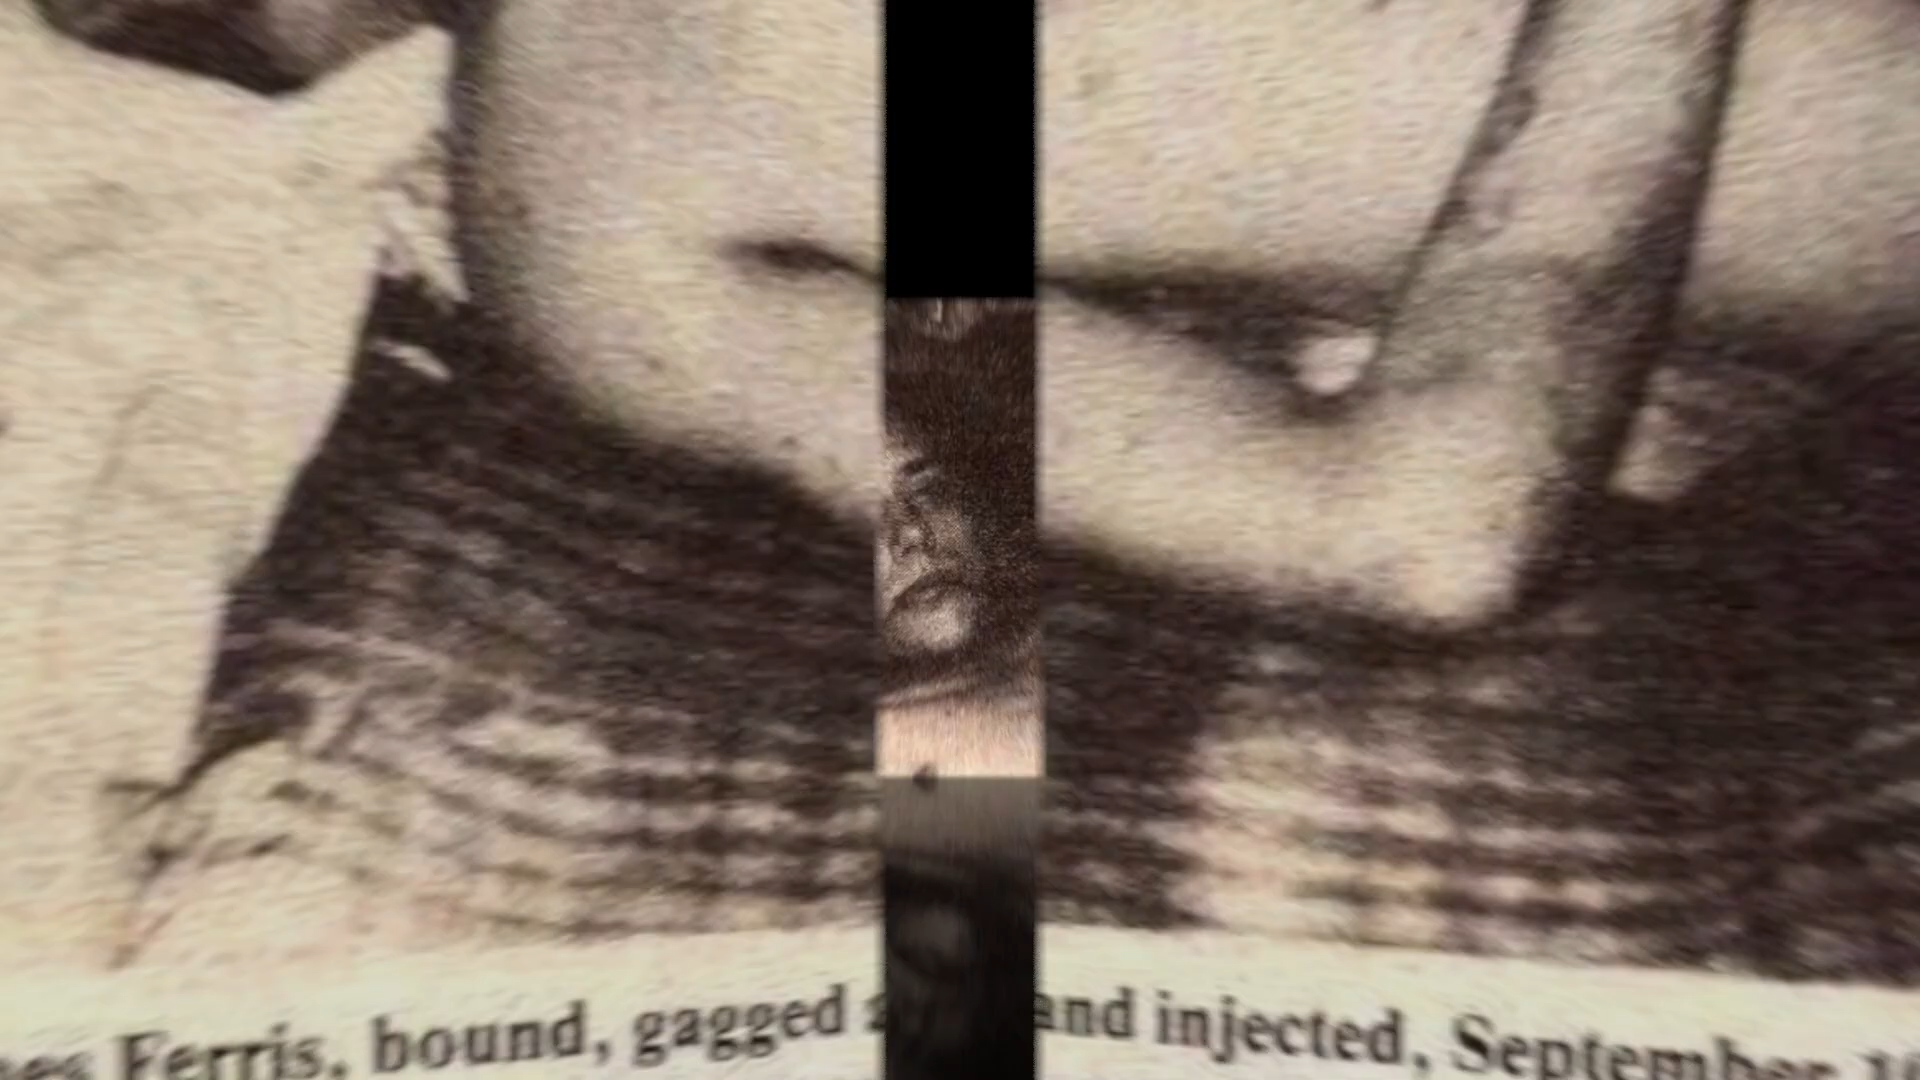 Ferris, bound, gagged and injected, September